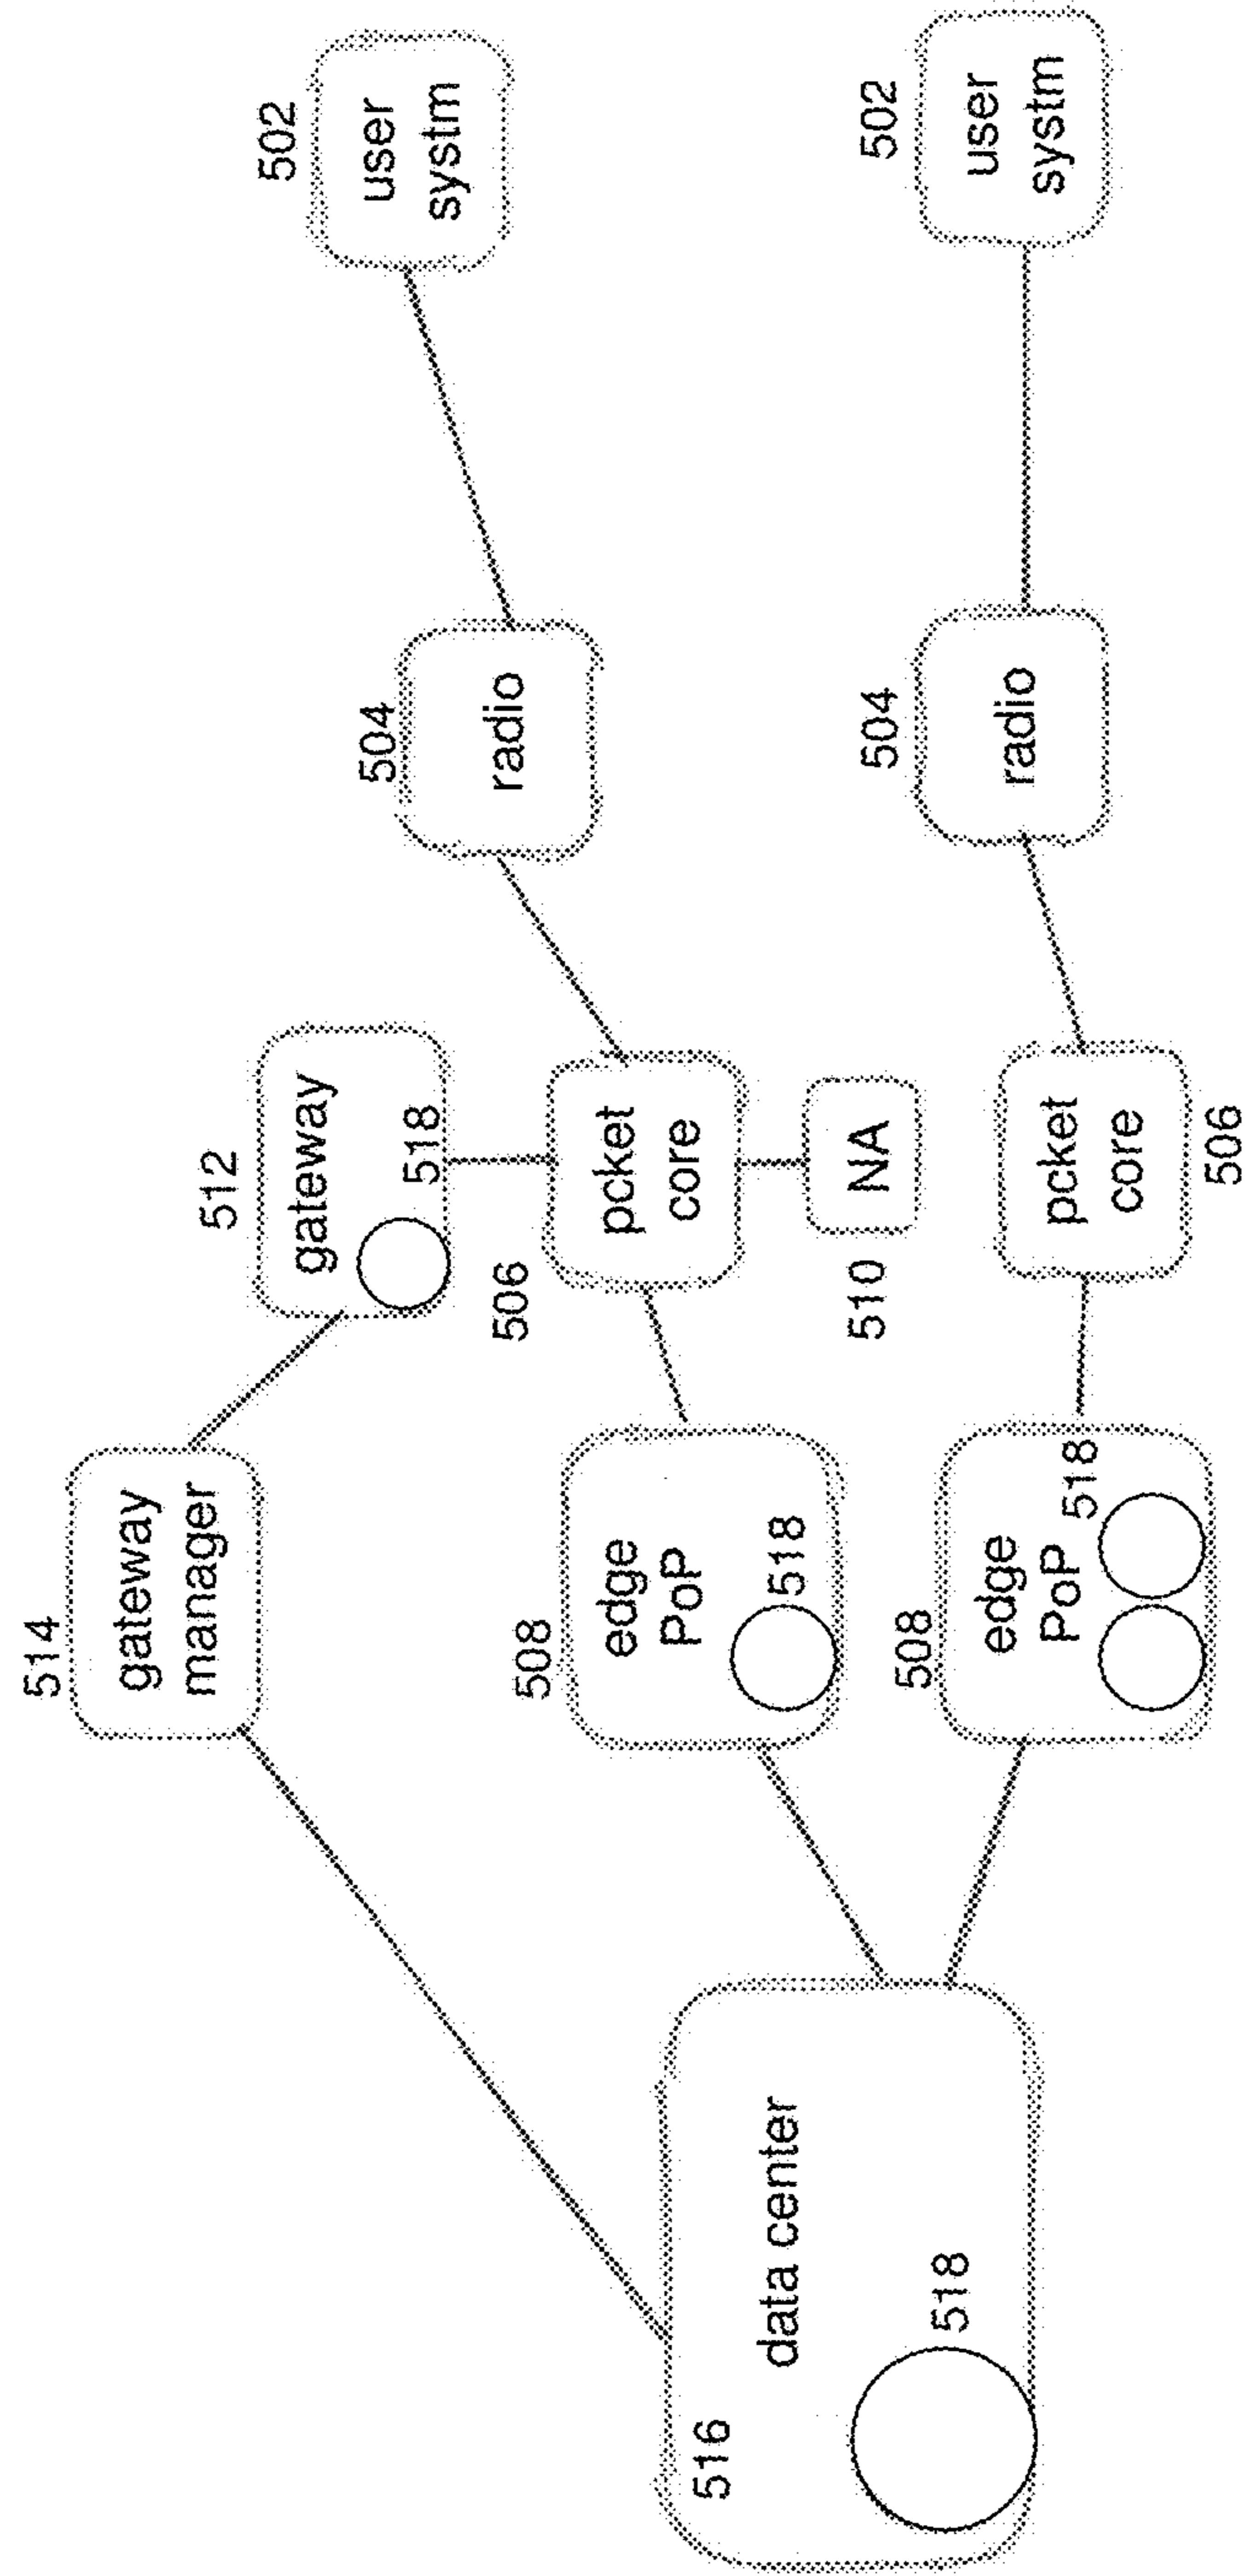 514
gateway
manager
512
gateway
518
502
user
systm
504
radio
506
pcket
core
508
edge
PoP
518
510
NA
516
data center
518
508
edge
PoP
518
506
pcket
core
504
radio
502
user
systm